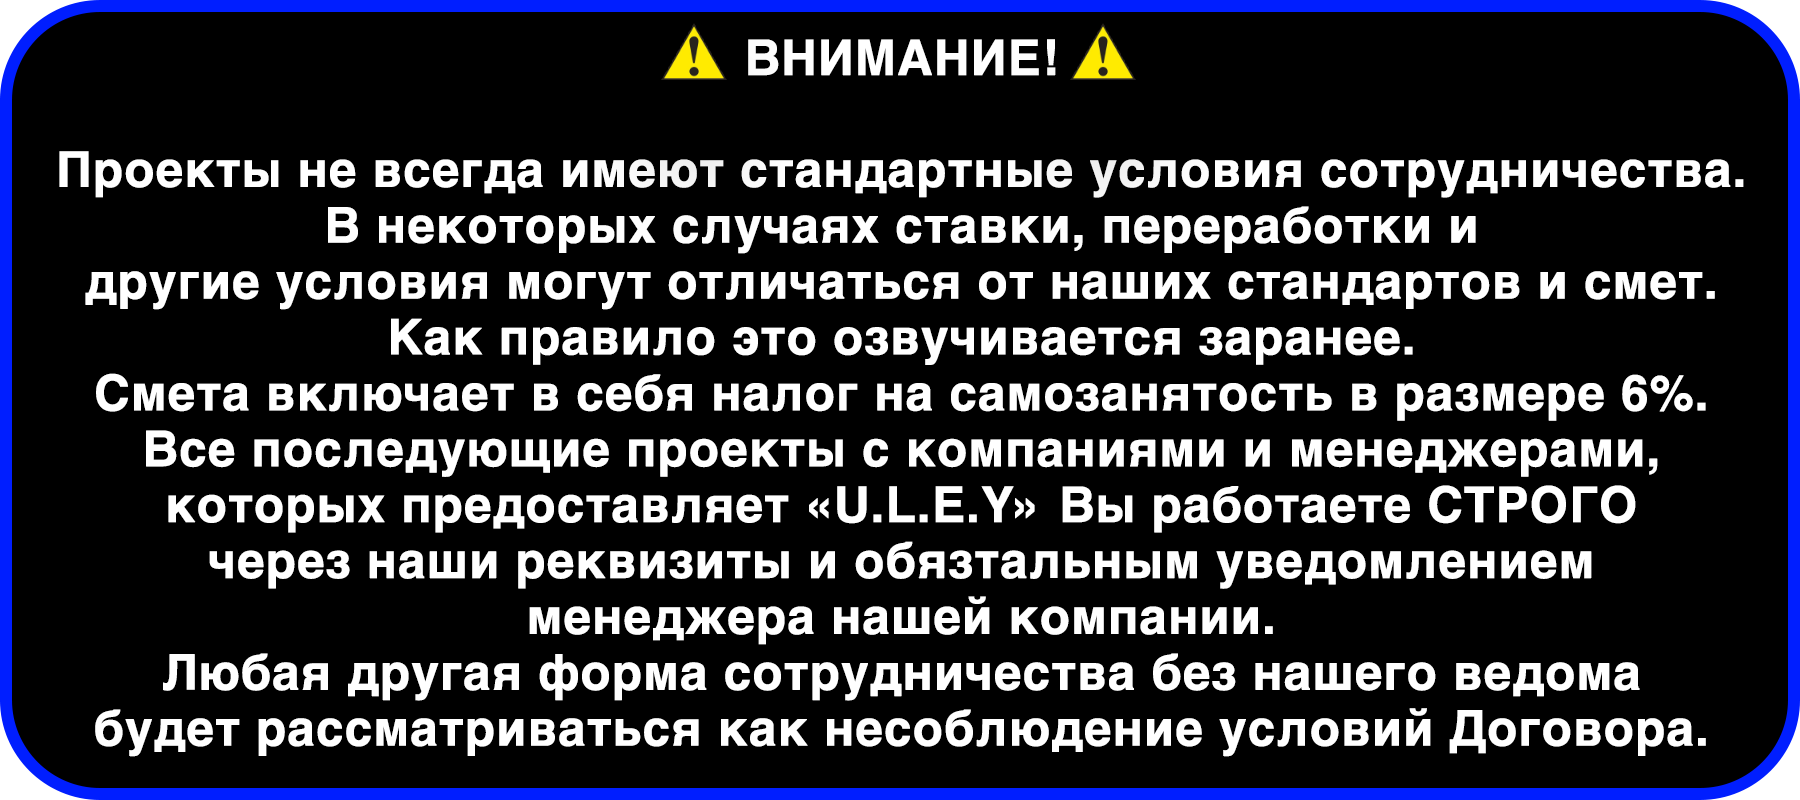 ВНИМАНИЕ!
Проекты не всегда имеют стандартные условия сотрудничества.
В некоторых случаях ставки, переработки и
другие условия могут отличаться от наших стандартов и смет.
Как правило это озвучивается заранее.
Смета включает в себя налог на самозанятость в размере 6%.
Все последующие проекты с компаниями и менеджерами,
которых предоставляет «U.L.E.Y» Вы работаете СТРОГО
через наши реквизиты и обязтальным уведомлением
менеджера нашей компании.
Любая другая форма сотрудничества без нашего ведома
будет рассматриваться как несоблюдение условий Договора.